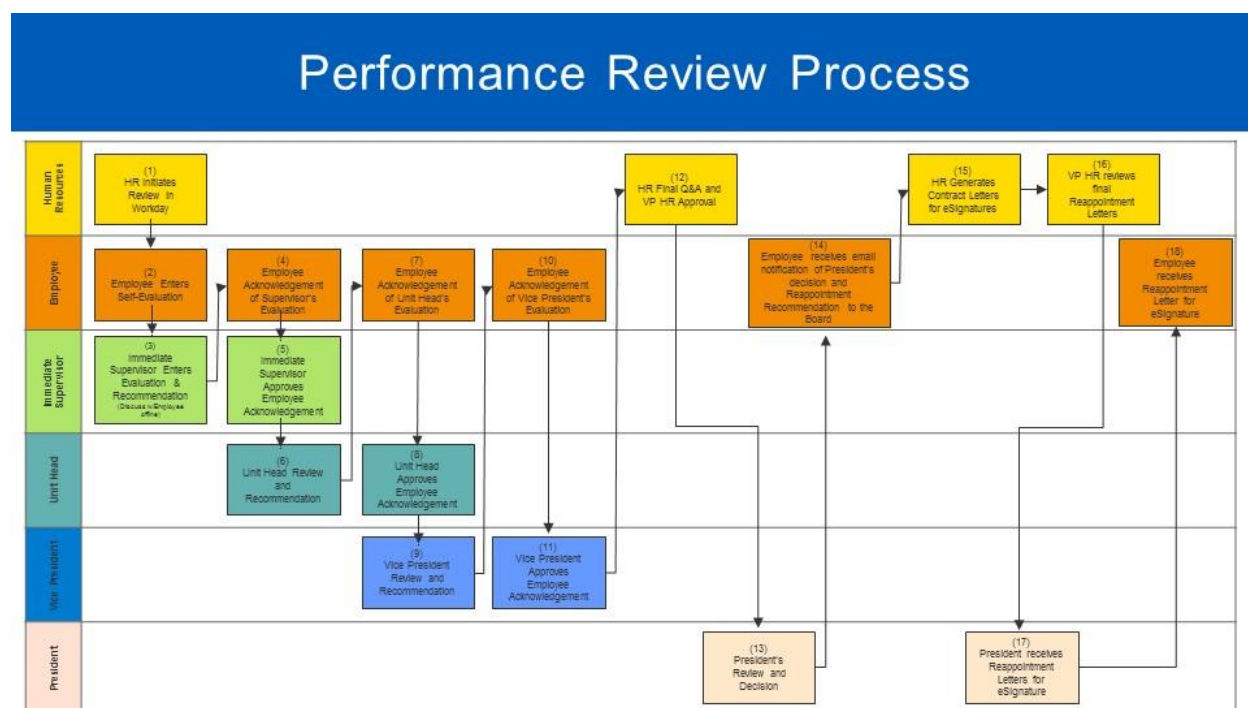 Performance Review Process
Human
Resources
(1)
HR Initiates
Review in
Workday
(12)
HR Final Q&A and
VP HR Approval
(15)
HR Generates
Contract Letters
for eSignatures
(16)
VP HR reviews
final
Reappointment
Letters
Employee
(2)
Employee Enters
Self-Evaluation
(4)
Employee
Acknowledgement
of Supervisor's
Evaluation
(7)
Employee
Acknowledgement
of Unit Head's
Evaluation
(10)
Employee
Acknowledgement
of Vice President's
Evaluation
(14)
Employee receives email
notification of President's
decision and
Reappointment
Recommendation to the
Board
(18)
Employee
receives
Reappointment
Letter for
eSignature
Immediate
Supervisor
(3)
Immediate
Supervisor Enters
Evaluation &
Recommendation
(Discuss w/Employee
offline)
(5)
Immediate
Supervisor
Approves
Employee
Acknowledgement
Unit Head
(6)
Unit Head Review
and
Recommendation
(8)
Unit Head
Approves
Employee
Acknowledgement
Vice President
(9)
Vice President
Review and
Recommendation
(11)
Vice President
Approves
Employee
Acknowledgement
President
(13)
President's
Review and
Decision
(17)
President receives
Reappointment
Letters for
eSignature